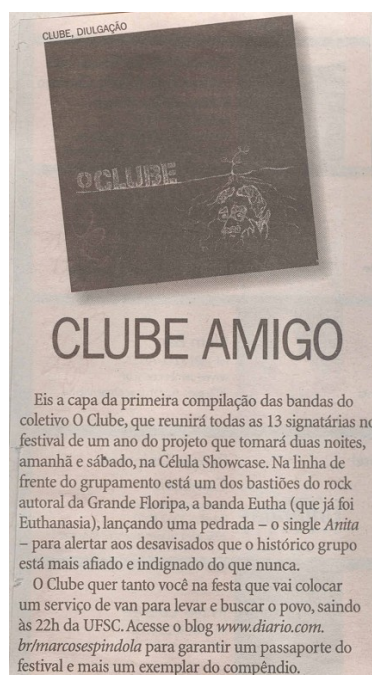 CLUBE, DIULGAÇÃO
OCLUBE
CLUBE AMIGO
Eis a capa da primeira compilação das bandas do
coletivo O Clube, que reunirá todas as 13 signatárias no
festival de um ano do projeto que tomará duas noites,
amanhã e sábado, na Célula Showcase. Na linha de
frente do grupamento está um dos bastiões do rock
autoral da Grande Floripa, a banda Eutha (que já foi
Euthanasia), lançando uma pedrada – o single Anita
– para alertar aos desavisados que o histórico grupo
está mais afiado e indignado do que nunca.
O Clube quer tanto você na festa que vai colocar
um serviço de van para levar e buscar o povo, saindo
às 22h da UFSC. Acesse o blog www.diario.com.
br/marcosespindola para garantir um passaporte do
festival e mais um exemplar do compêndio.